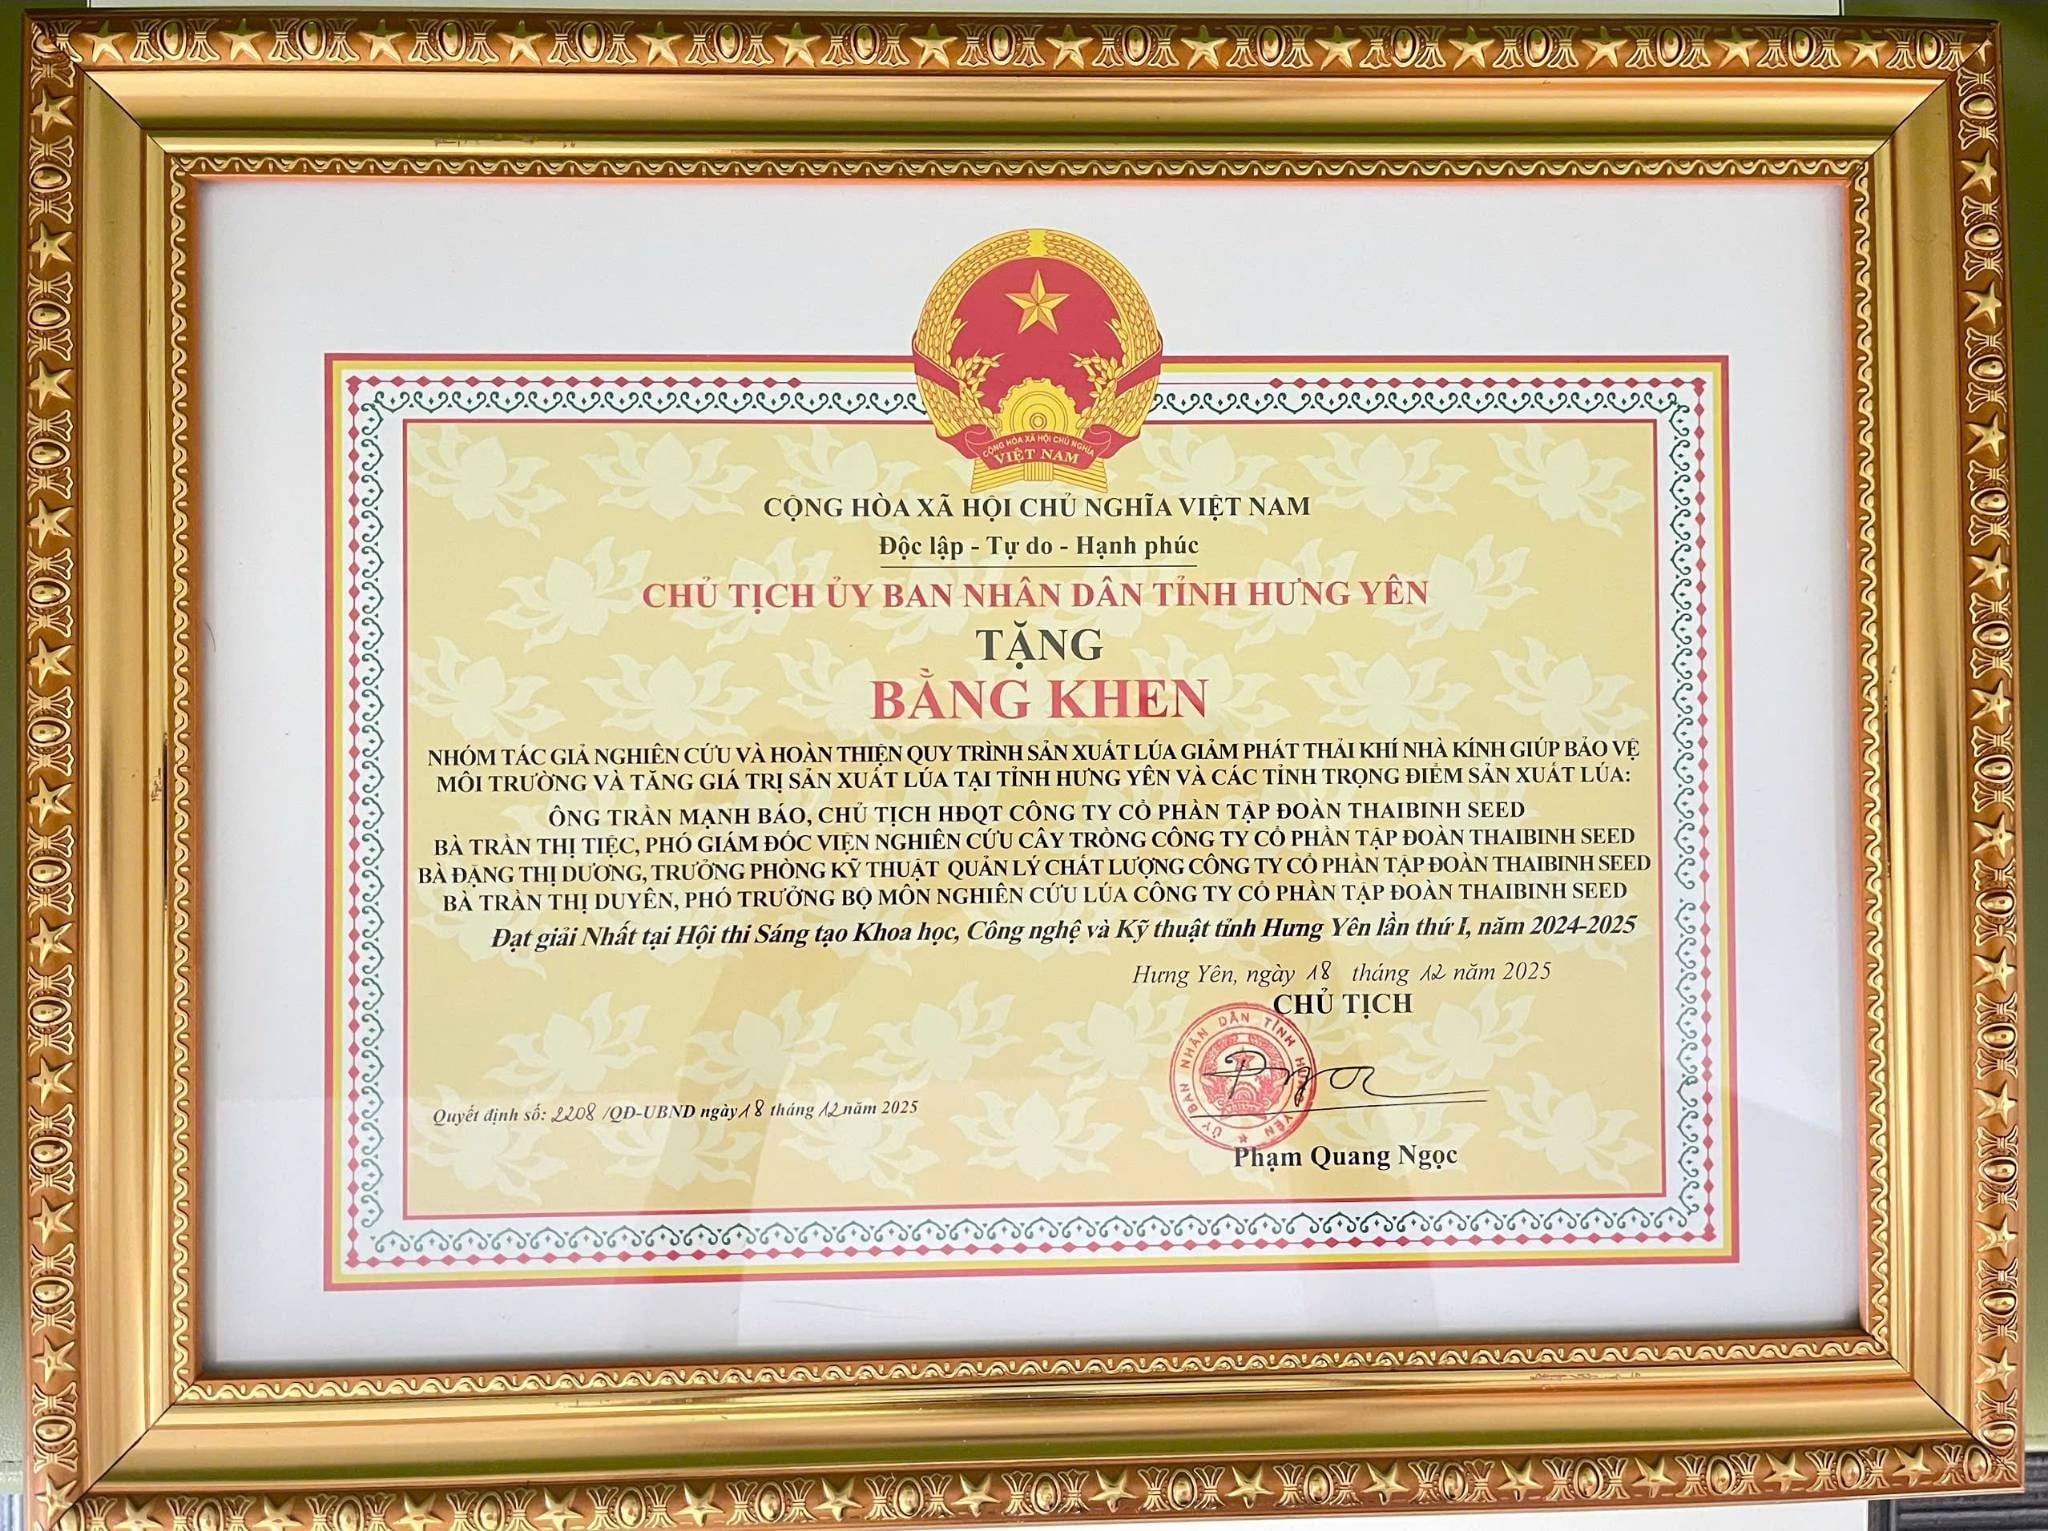 CỘNG HÒA XÃ HỘI CHỦ NGHĨA
VIỆT NAM
CỘNG HÒA XÃ HỘI CHỦ NGHĨA VIỆT NAM
Độc lập - Tự do - Hạnh phúc
CHỦ TỊCH ỦY BAN NHÂN DÂN TỈNH HƯNG YÊN
TẶNG
BẰNG KHEN
NHÓM TÁC GIẢ NGHIÊN CỨU VÀ HOÀN THIỆN QUY TRÌNH SẢN XUẤT LÚA GIẢM PHÁT THẢI KHÍ NHÀ KÍNH GIÚP BẢO VỆ
MÔI TRƯỜNG VÀ TĂNG GIÁ TRỊ SẢN XUẤT LÚA TẠI TỈNH HƯNG YÊN VÀ CÁC TỈNH TRỌNG ĐIỂM SẢN XUẤT LÚA:
ÔNG TRẦN MẠNH BÁO, CHỦ TỊCH HĐQT CÔNG TY CỔ PHẦN TẬP ĐOÀN THAIBINH SEED
BÀ TRẦN THỊ TIỆC, PHÓ GIÁM ĐỐC VIỆN NGHIÊN CỨU CÂY TRỒNG CÔNG TY CỔ PHẦN TẬP ĐOÀN THAIBINH SEED
BÀ ĐẶNG THỊ DƯƠNG, TRƯỞNG PHÒNG KỸ THUẬT QUẢN LÝ CHẤT LƯỢNG CÔNG TY CỔ PHẦN TẬP ĐOÀN THAIBINH SEED
BÀ TRẦN THỊ DUYÊN, PHÓ TRƯỞNG BỘ MÔN NGHIÊN CỨU LÚA CÔNG TY CỔ PHẦN TẬP ĐOÀN THAIBINH SEED
Đạt giải Nhất tại Hội thi Sáng tạo Khoa học, Công nghệ và Kỹ thuật tỉnh Hưng Yên lần thứ I, năm 2024-2025
Hưng Yên, ngày 18 tháng 12 năm 2025
CHỦ TỊCH
ỦY BAN NHÂN DÂN TỈNH HƯNG YÊN
Quyết định số: 2208 /QĐ-UBND ngày 18 tháng 12 năm 2025
Phạm Quang Ngọc